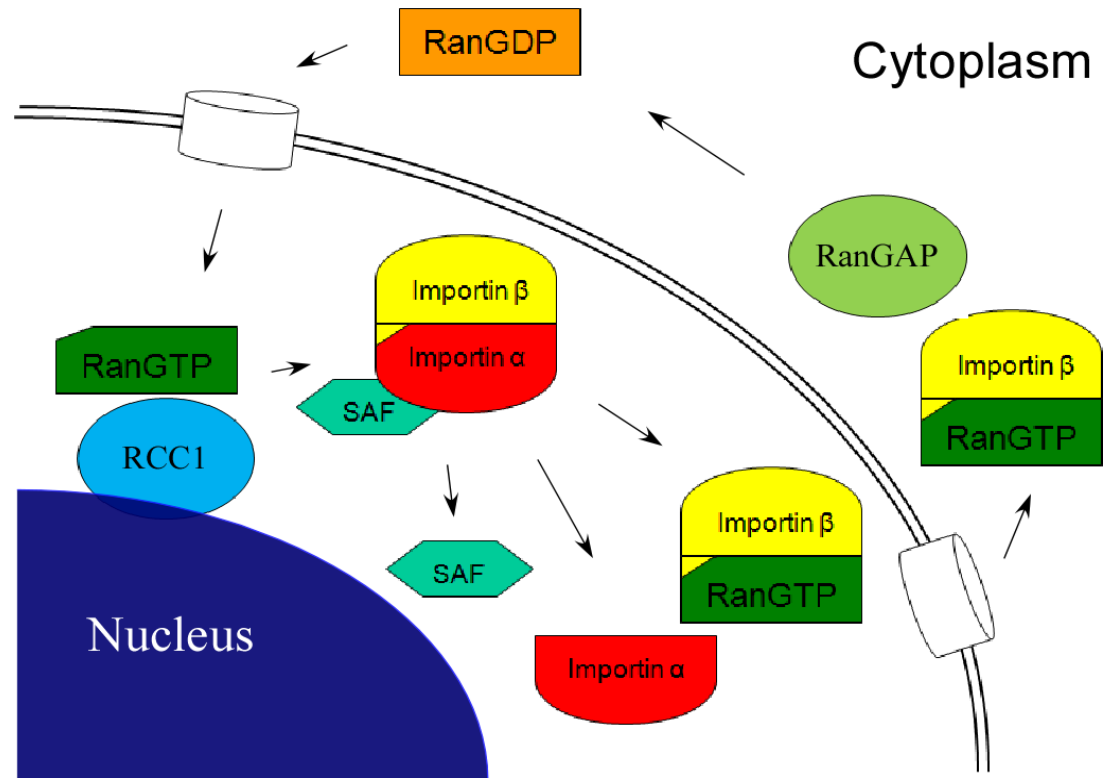 RanGDP
Cytoplasm
RanGAP
Importin β
Importin α
SAF
RanGTP
RCC1
Importin β
RanGTP
Importin β
RanGTP
SAF
Importin α
Nucleus